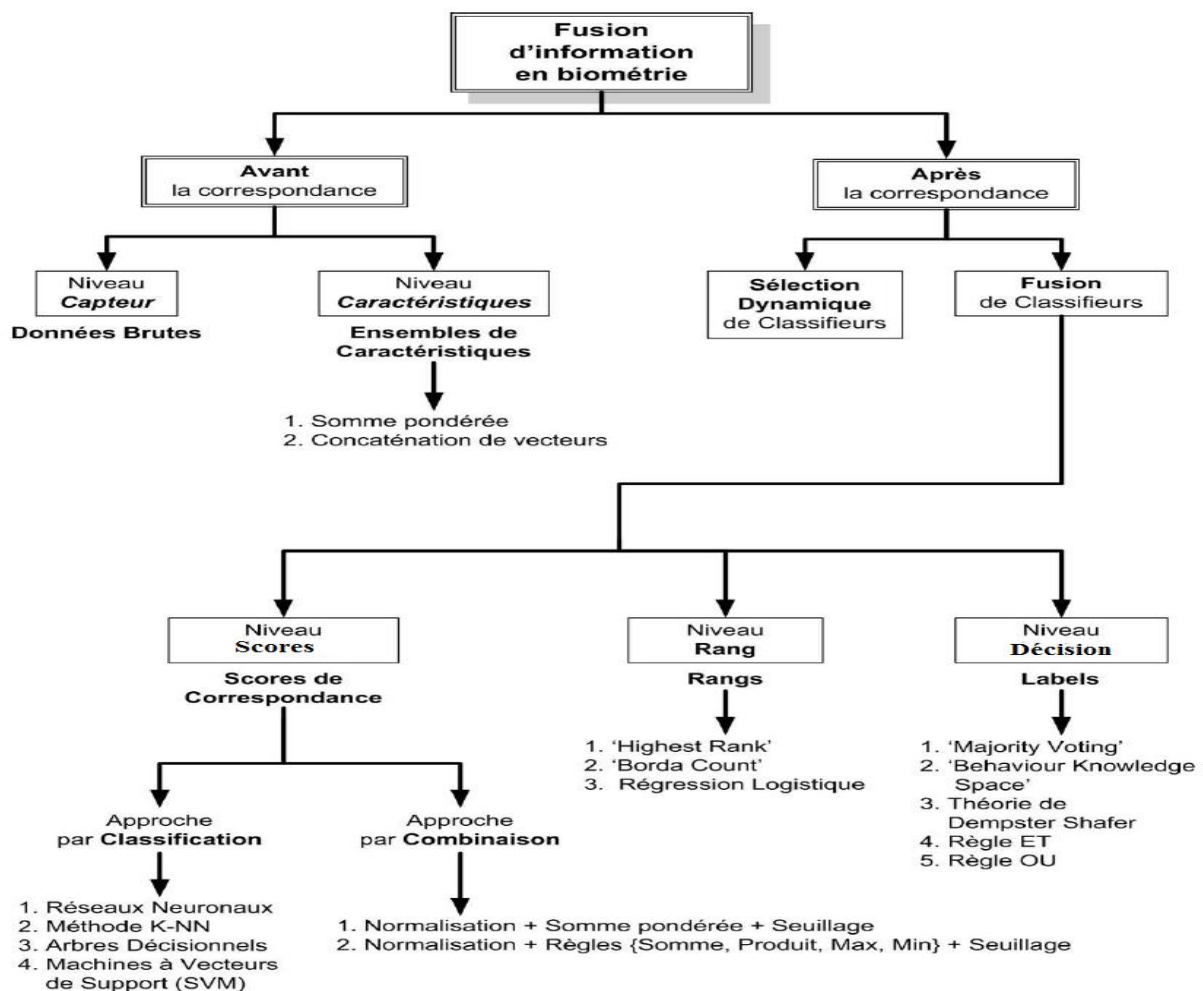 Fusion
d'information
en biométrie
Avant
la correspondance
Après
la correspondance
Niveau
Capteur
Données Brutes
Niveau
Caractéristiques
Ensembles de
Caractéristiques
1. Somme pondérée
2. Concaténation de vecteurs
Sélection
Dynamique
de Classifieurs
Fusion
de Classifieurs
Niveau
Scores
Scores de
Correspondance
Niveau
Rang
Rangs
1. ‘Highest Rank’
2. ‘Borda Count’
3. Régression Logistique
Niveau
Décision
Labels
1. ‘Majority Voting’
2. ‘Behaviour Knowledge
Space’
3. Théorie de
Dempster Shafer
4. Règle ET
5. Règle OU
Approche
par Classification
1. Réseaux Neuronaux
2. Méthode K-NN
3. Arbres Décisionnels
4. Machines à Vecteurs
de Support (SVM)
Approche
par Combinaison
1. Normalisation + Somme pondérée + Seuillage
2. Normalisation + Règles {Somme, Produit, Max, Min} + Seuillage